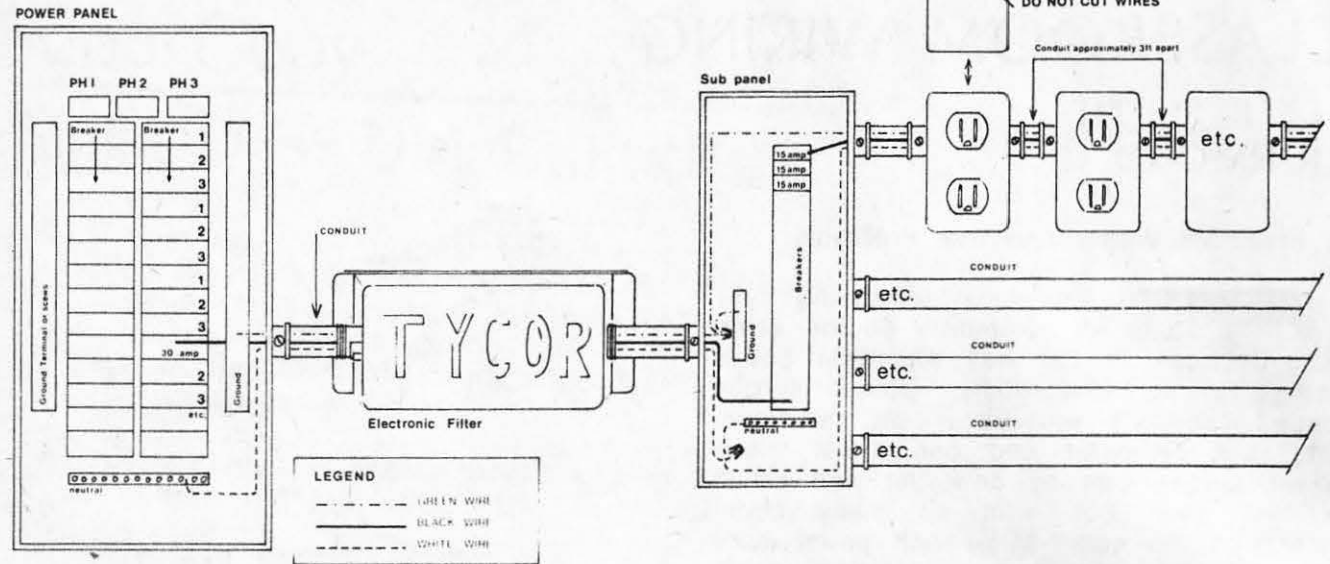 POWER PANEL
PH 1 PH 2 PH 3
Breaker Breaker
1
2
3
1
2
3
1
2
3
30 amp
2
3
etc.
Ground Terminal or scews
Ground
neutral
CONDUIT
TYCOR
Electronic Filter
LEGEND
GREEN WIRE
BLACK WIRE
WHITE WIRE
Sub panel
15 amp
15 amp
15 amp
Breakers
Ground
neutral
DO NOT CUT WIRES
Conduit approximately 3ft apart
etc.
CONDUIT
etc.
CONDUIT
etc.
CONDUIT
etc.